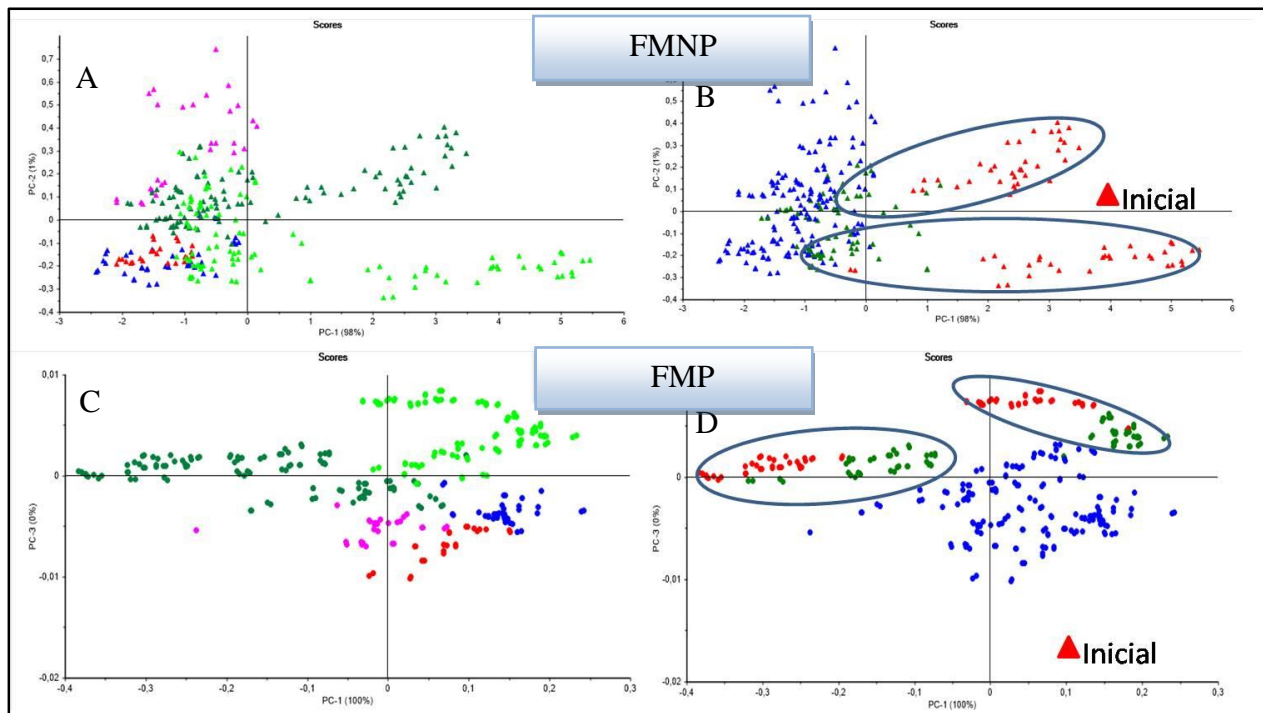 Scores
FMNP
Scores
A
B
0,7
0,6
0,5
0,4
0,3
0,2
0,1
0
-0,1
-0,2
-0,3
-0,4
PC-2 (1%)
-3 -2 -1 0 1 2 3 4 5 6
PC-1 (98%)
0,5
0,4
0,3
0,2
0,1
0
-0,1
-0,2
-0,3
-0,4
PC-2 (1%)
Inicial
-3 -2 -1 0 1 2 3 4 5 6
PC-1 (98%)
Scores
FMP
Scores
C
D
0,01
0
-0,01
-0,02
PC-3 (0%)
-0,4 -0,3 -0,2 -0,1 0 0,1 0,2 0,3
PC-1 (100%)
0,01
0
-0,01
-0,02
PC-3 (0%)
Inicial
-0,4 -0,3 -0,2 -0,1 0 0,1 0,2 0,3
PC-1 (100%)